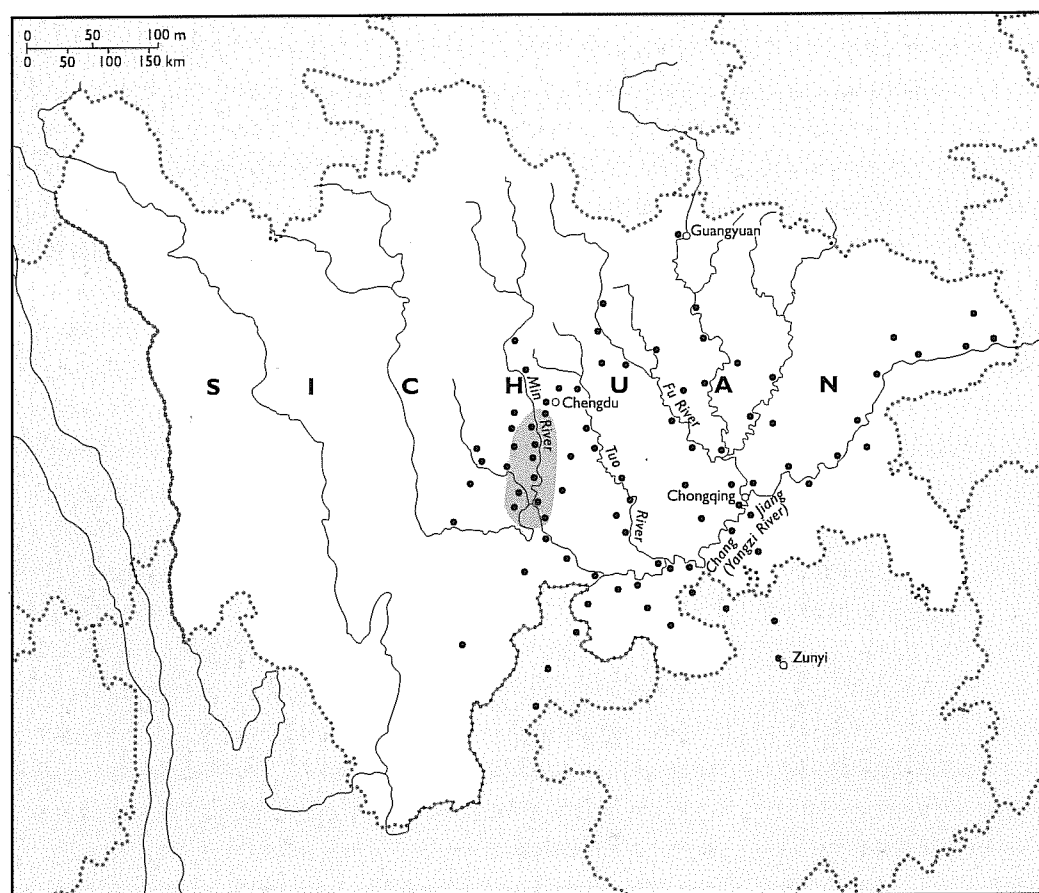 0 50 100 m
0 50 100 150 km
Guangyuan
SICHUAN
Min River
Chengdu
Fu River
Tuo River
Chongqing
Chang Jiang
(Yangzi River)
Zunyi